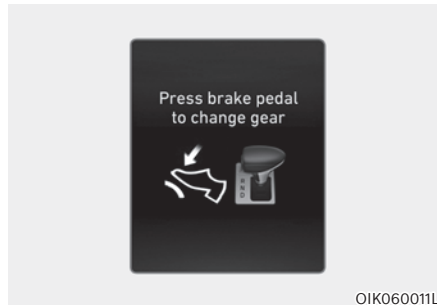 Press brake pedal
to change gear
R
N
D
OIK060011L